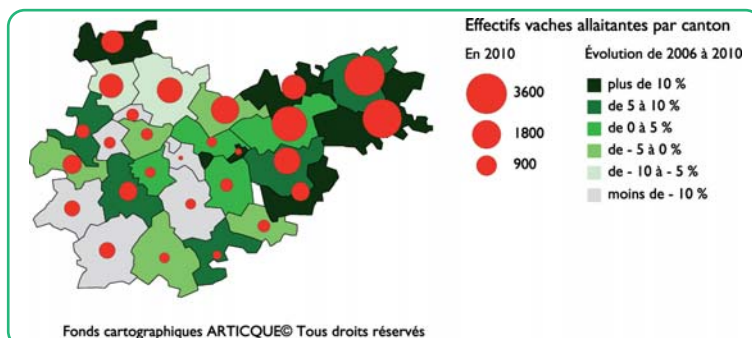 Effectifs vaches allaitantes par canton
En 2010
3600
1800
900
Évolution de 2006 à 2010
plus de 10 %
de 5 à 10 %
de 0 à 5 %
de - 5 à 0 %
de - 10 à - 5 %
moins de - 10 %
Fonds cartographiques ARTICQUE© Tous droits réservés